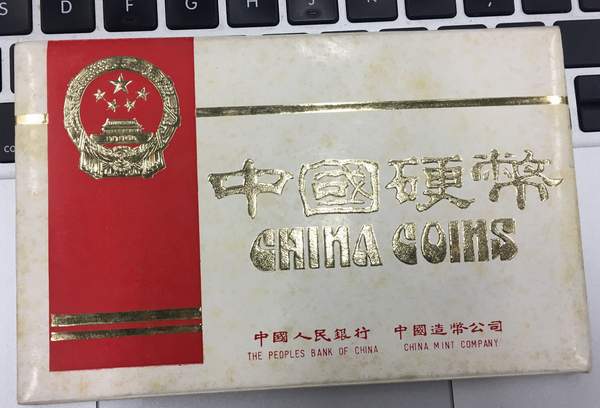 S D F G H J K
中國硬幣
CHINA COINS
中國人民銀行 中國造幣公司
THE PEOPLES BANK OF CHINA CHINA MINT COMPANY